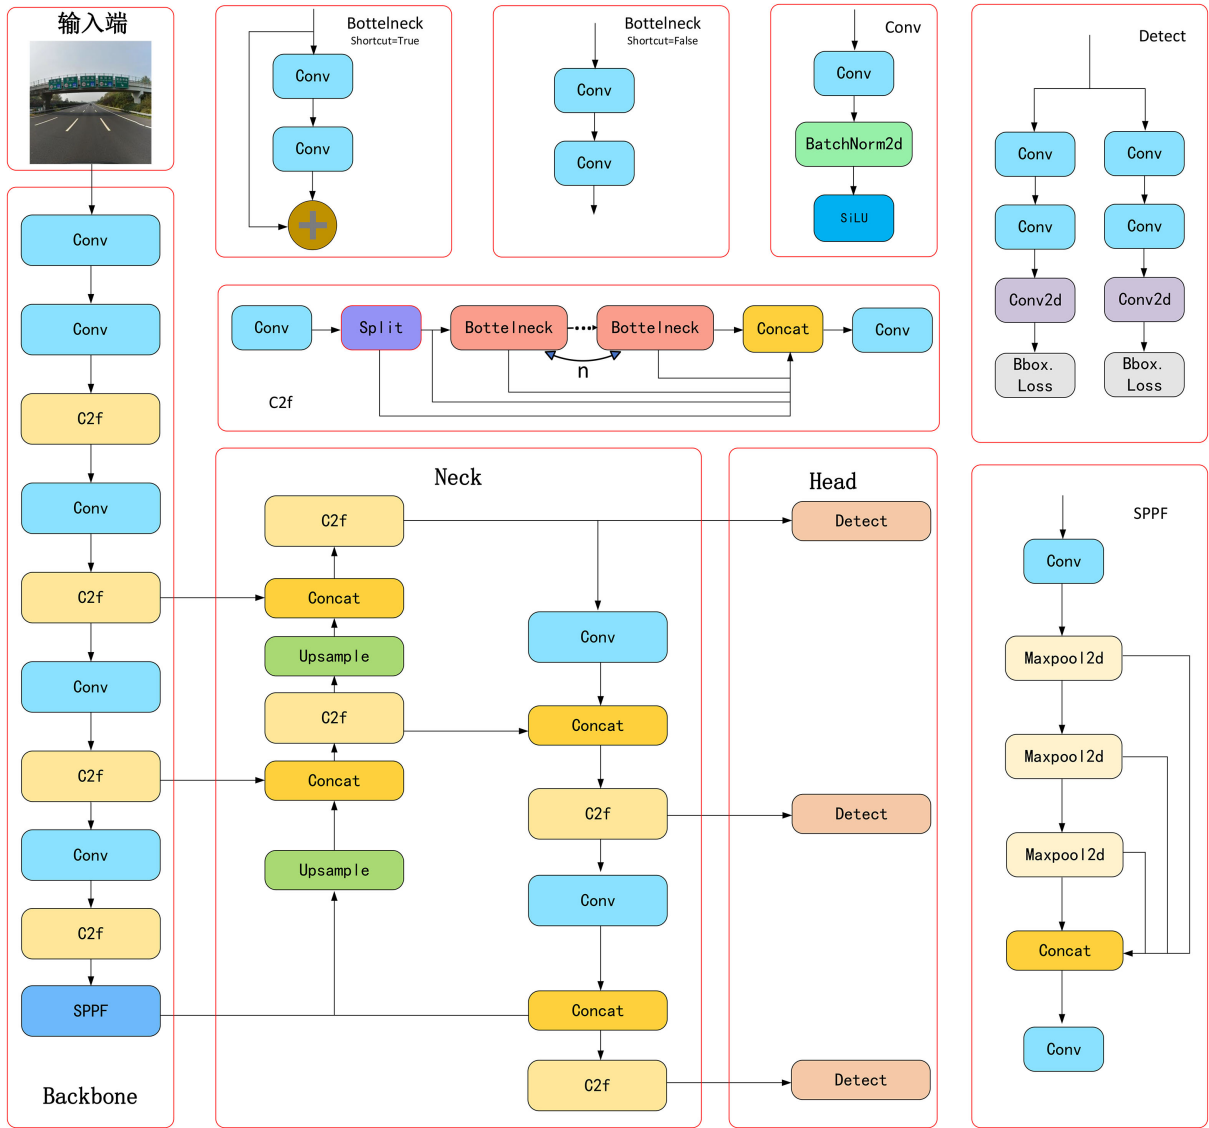 输入端
Conv
Conv
C2f
Conv
C2f
Conv
C2f
Conv
C2f
SPPF
Backbone
Bottelneck
Shortcut=True
Conv
Conv
Bottelneck
Shortcut=False
Conv
Conv
Conv
Conv
BatchNorm2d
SiLU
Detect
Conv
Conv
Conv
Conv
Conv2d
Conv2d
Bbox.
Loss
Bbox.
Loss
Conv
Split
Bottelneck
Bottelneck
Concat
Conv
n
C2f
Neck
C2f
Concat
Upsample
C2f
Concat
Upsample
Conv
Concat
C2f
Conv
Concat
C2f
Head
Detect
Detect
Detect
SPPF
Conv
Maxpool2d
Maxpool2d
Maxpool2d
Concat
Conv